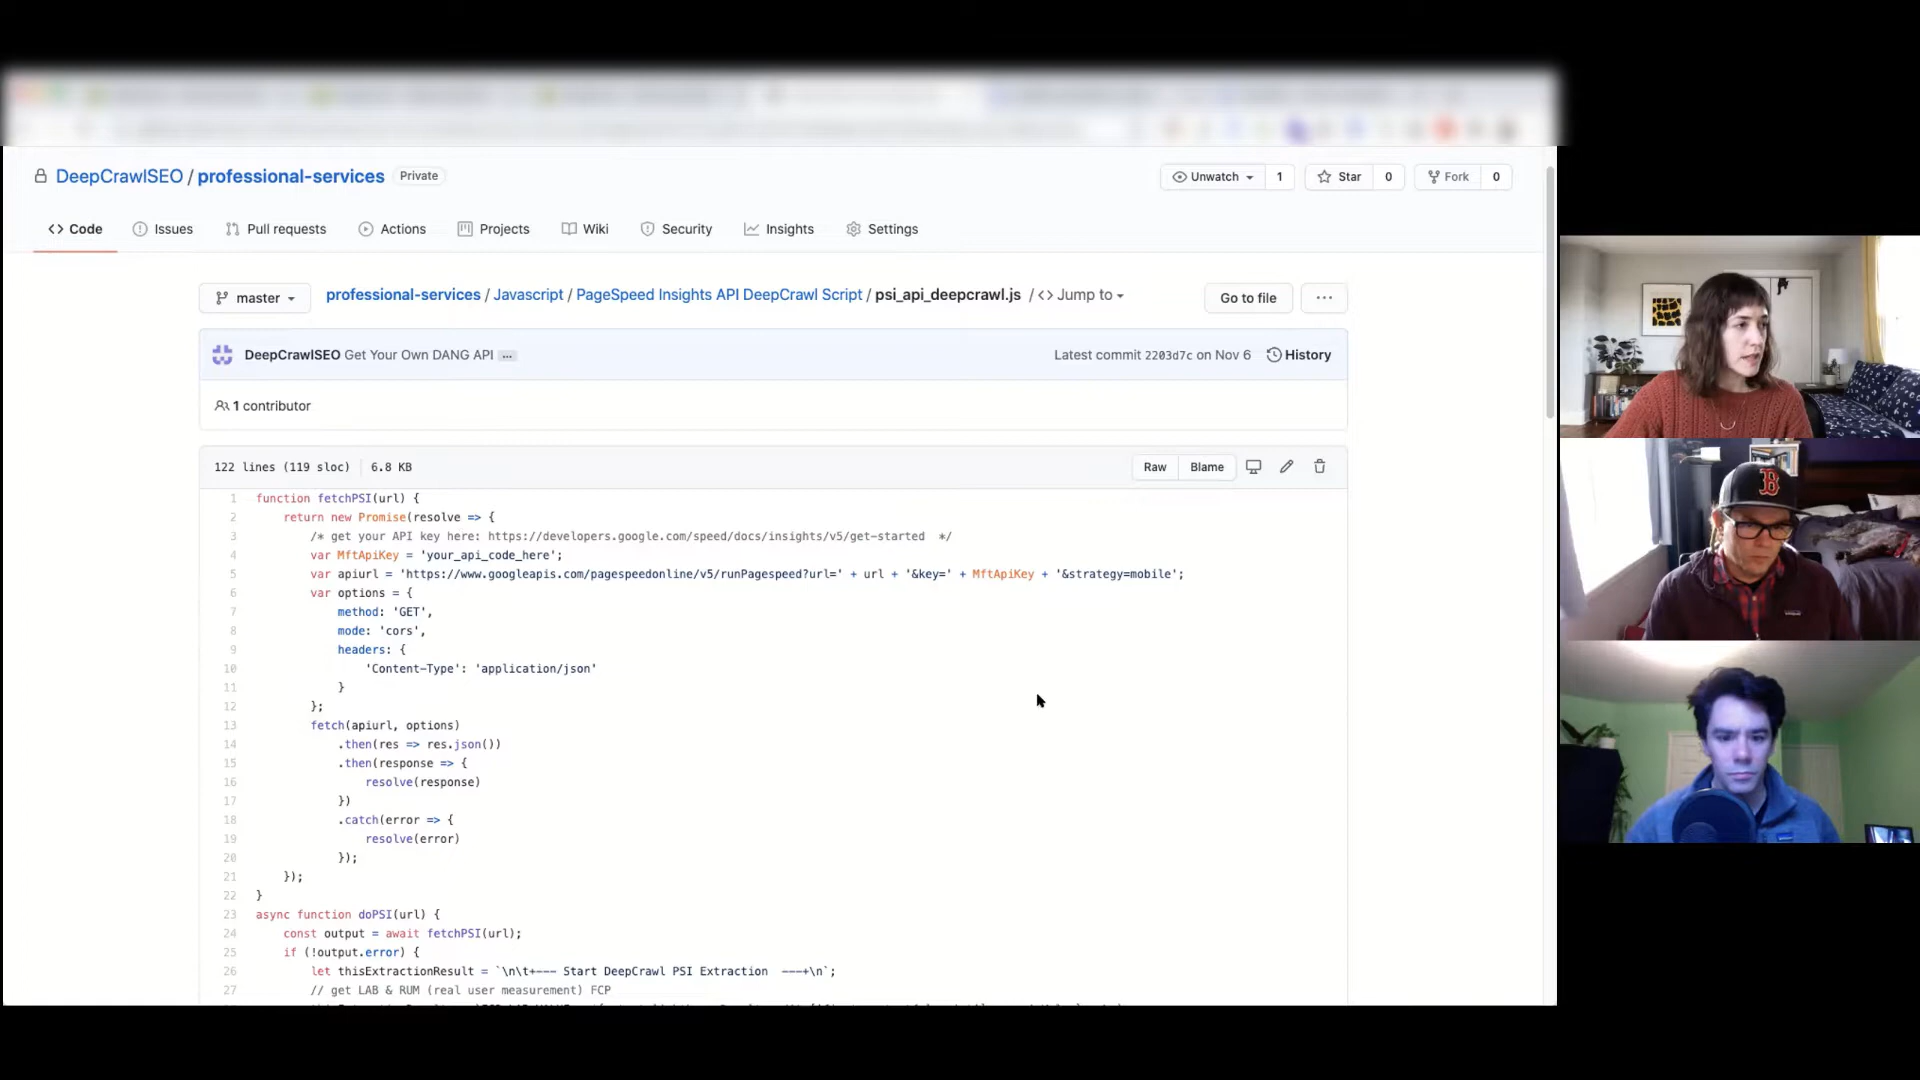 DeepCrawlSEO / professional-services Private Unwatch 1 Star 0 Fork 0
<> Code Issues Pull requests Actions Projects Wiki Security Insights Settings
master professional-services / Javascript / PageSpeed Insights API DeepCrawl Script / psi_api_deepcrawl.js / <> Jump to Go to file ...
DeepCrawlSEO Get Your Own DANG API ... Latest commit 2203d7c on Nov 6 History
1 contributor
122 lines (119 sloc) 6.8 KB Raw Blame
1 function fetchPSI(url) {
2 return new Promise(resolve => {
3 /* get your API key here: https://developers.google.com/speed/docs/insights/v5/get-started */
4 var MftApiKey = 'your_api_code_here';
5 var apiurl = 'https://www.googleapis.com/pagespeedonline/v5/runPagespeed?url=' + url + '&key=' + MftApiKey + '&strategy=mobile';
6 var options = {
7 method: 'GET',
8 mode: 'cors',
9 headers: {
10 'Content-Type': 'application/json'
11 }
12 };
13 fetch(apiurl, options)
14 .then(res => res.json())
15 .then(response => {
16 resolve(response)
17 })
18 .catch(error => {
19 resolve(error)
20 });
21 });
22 }
23 async function doPSI(url) {
24 const output = await fetchPSI(url);
25 if (!output.error) {
26 let thisExtractionResult = `\n\t+--- Start DeepCrawl PSI Extraction ---+\n`;
27 // get LAB & RUM (real user measurement) FCP
B